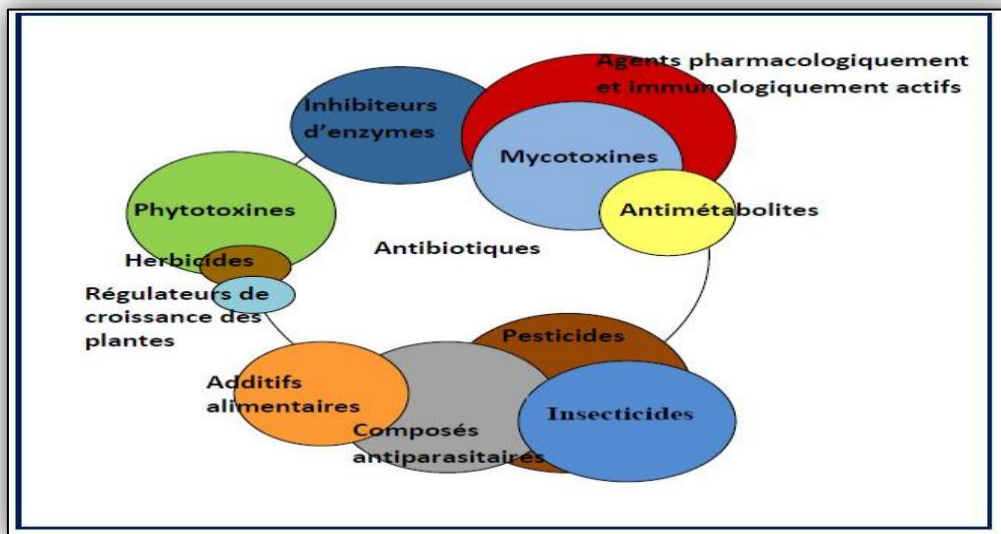 Agents pharmacologiquement
et immunologiquement actifs
Inhibiteurs
d’enzymes
Mycotoxines
Phytotoxines
Antimétabolites
Antibiotiques
Herbicides
Régulateurs de
croissance des
plantes
Pesticides
Additifs
alimentaires
Insecticides
Composés
antiparasitaires